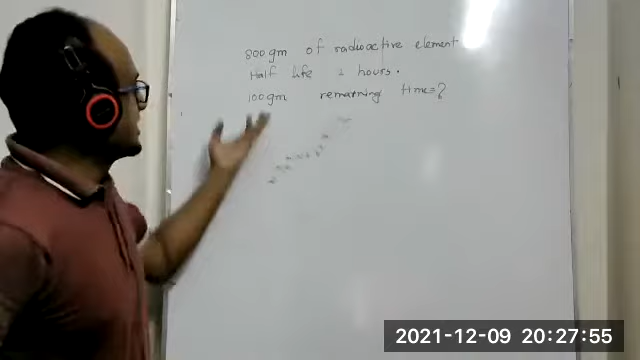 800gm of radioactive element
Half life 2 hours.
100gm remaining time=?
2021-12-09 20:27:55